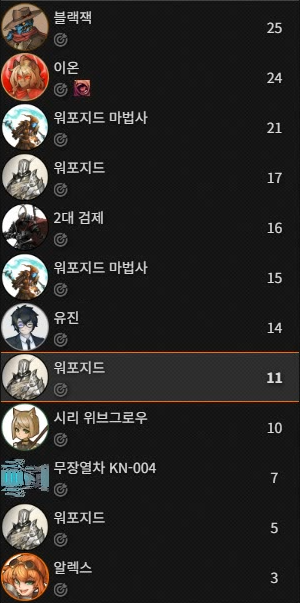 블랙잭 25
이온 24
워포지드 마법사 21
워포지드 17
2대 검제 16
워포지드 마법사 15
유진 14
워포지드 11
시리 위브그로우 10
무장열차 KN-004 7
워포지드 5
알렉스 3